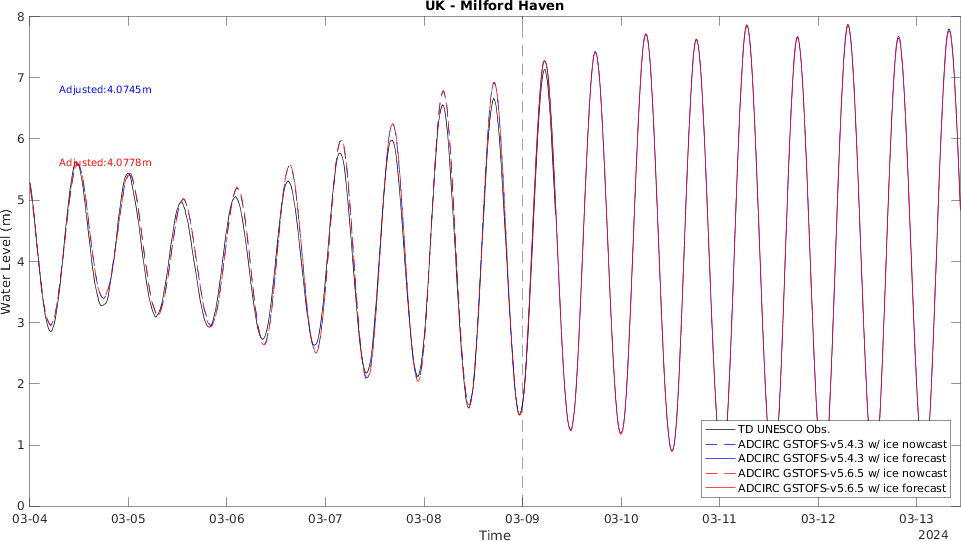 UK - Milford Haven
8
7
6
5
4
3
2
1
0
Water Level (m)
Adjusted:4.0745m
Adjusted:4.0778m
TD UNESCO Obs.
ADCIRC GSTOFS-v5.4.3 w/ ice nowcast
ADCIRC GSTOFS-v5.4.3 w/ ice forecast
ADCIRC GSTOFS-v5.6.5 w/ ice nowcast
ADCIRC GSTOFS-v5.6.5 w/ ice forecast
03-04 03-05 03-06 03-07 03-08 03-09 03-10 03-11 03-12 03-13
Time
2024